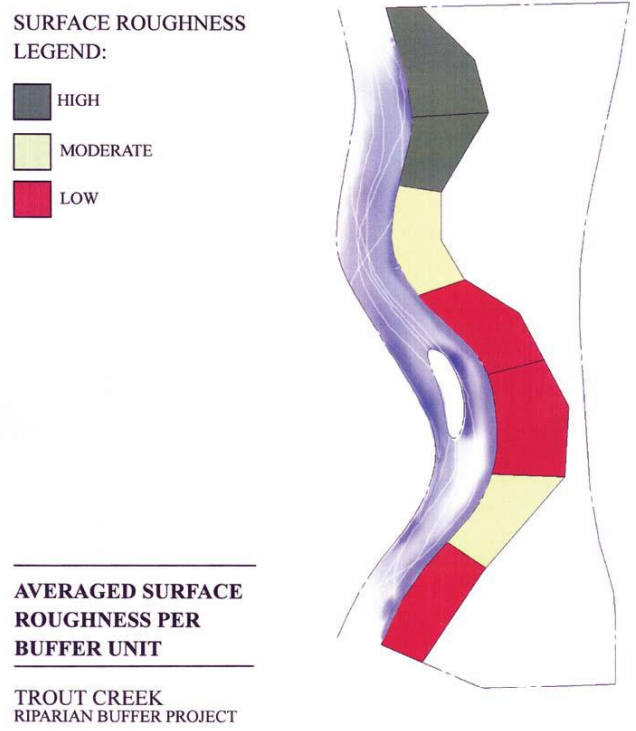 SURFACE ROUGHNESS
LEGEND:
HIGH
MODERATE
LOW
AVERAGED SURFACE
ROUGHNESS PER
BUFFER UNIT
TROUT CREEK
RIPARIAN BUFFER PROJECT